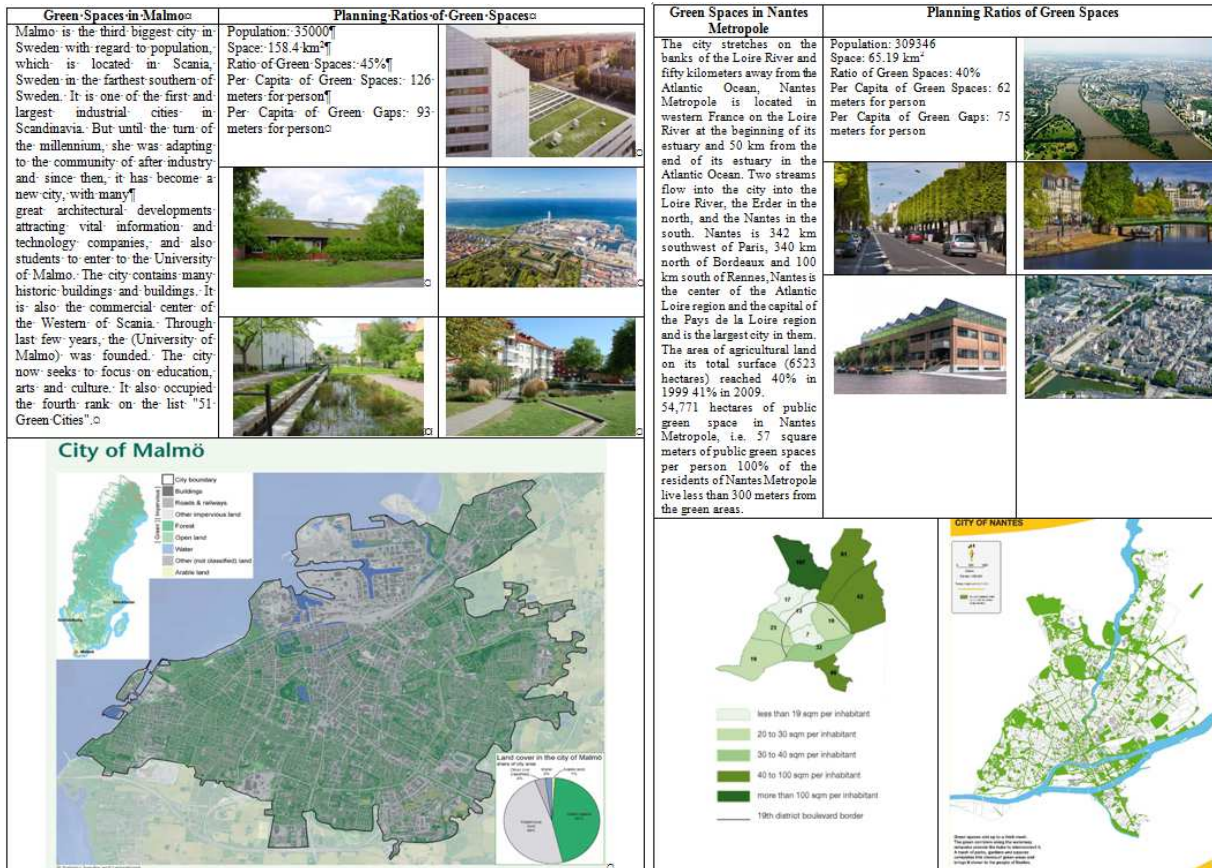 Green Spaces in Malmo¤
Planning Ratios of Green Spaces¤
Malmo is the third biggest city in
Sweden with regard to population,
which is located in Scania,
Sweden in the farthest southern of
Sweden. It is one of the first and
largest industrial cities in
Scandinavia. But until the turn of
the millennium, she was adapting
to the community of after industry
and since then, it has become a
new city, with many¶
great architectural developments
attracting vital information and
technology companies, and also
students to enter to the University
of Malmo. The city contains many
historic buildings and buildings. It
is also the commercial center of
the Western of Scania. Through
last few years, the (University of
Malmo) was founded. The city
now seeks to focus on education,
arts and culture. It also occupied
the fourth rank on the list "51
Green Cities".¤
Population: 35000¶
Space: 158.4 km²¶
Ratio of Green Spaces: 45%¶
Per Capita of Green Spaces: 126
meters for person¶
Per Capita of Green Gaps: 93
meters for person¤
City of Malmö
City boundary
Buildings
Roads & railways
Other impervious land
Forest
Open land
Water
Other (not classified) land
Arable land
Land cover in the city of Malmö
share of city area
Green Spaces in Nantes
Metropole
Planning Ratios of Green Spaces
The city stretches on the
banks of the Loire River and
fifty kilometers away from the
Atlantic Ocean, Nantes
Metropole is located in
western France on the Loire
River at the beginning of its
estuary and 50 km from the
end of its estuary in the
Atlantic Ocean. Two streams
flow into the city into the
Loire River, the Erder in the
north, and the Nantes in the
south. Nantes is 342 km
southwest of Paris, 340 km
north of Bordeaux and 100
km south of Rennes, Nantes is
the center of the Atlantic
Loire region and the capital of
the Pays de la Loire region
and is the largest city in them.
The area of agricultural land
on its total surface (6523
hectares) reached 40% in
1999 41% in 2009.
54,771 hectares of public
green space in Nantes
Metropole, i.e. 57 square
meters of public green spaces
per person 100% of the
residents of Nantes Metropole
live less than 300 meters from
the green areas.
Population: 309346
Space: 65.19 km²
Ratio of Green Spaces: 40%
Per Capita of Green Spaces: 62
meters for person
Per Capita of Green Gaps: 75
meters for person
17
7
less than 19 sqm per inhabitant
20 to 30 sqm per inhabitant
30 to 40 sqm per inhabitant
40 to 100 sqm per inhabitant
more than 100 sqm per inhabitant
19th district boulevard border
CITY OF NANTES